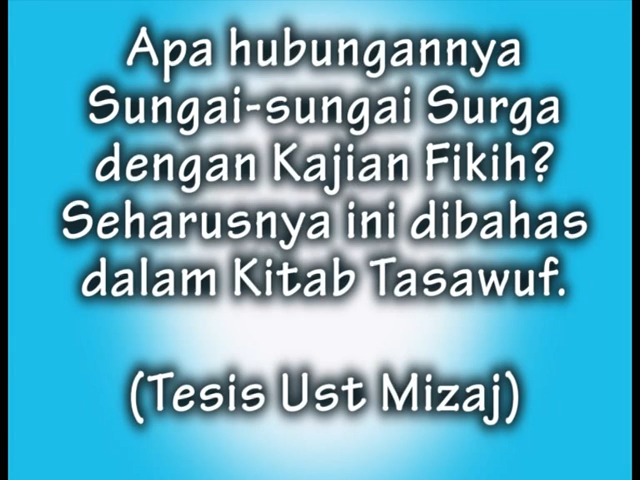 Apa hubungannya
Sungai-sungai Surga
dengan Kajian Fikih?
Seharusnya ini dibahas
dalam Kitab Tasawuf.
(Tesis Ust Mizaj)